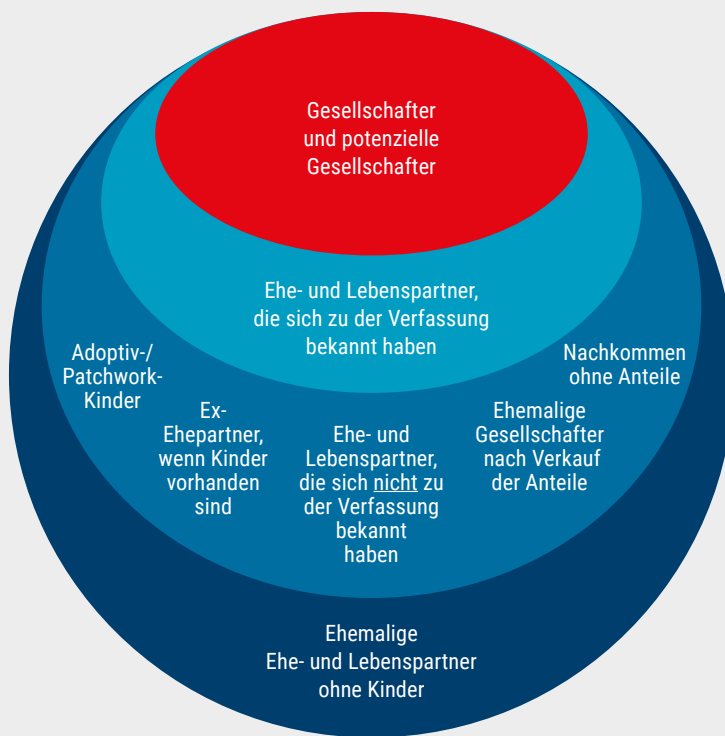 Gesellschafter
und potenzielle
Gesellschafter
Ehe- und Lebenspartner,
die sich zu der Verfassung
bekannt haben
Adoptiv-/
Patchwork-
Kinder
Ex-
Ehepartner,
wenn Kinder
vorhanden
sind
Ehe- und
Lebenspartner,
die sich nicht zu
der Verfassung
bekannt
haben
Ehemalige
Gesellschafter
nach Verkauf
der Anteile
Nachkommen
ohne Anteile
Ehemalige
Ehe- und Lebenspartner
ohne Kinder